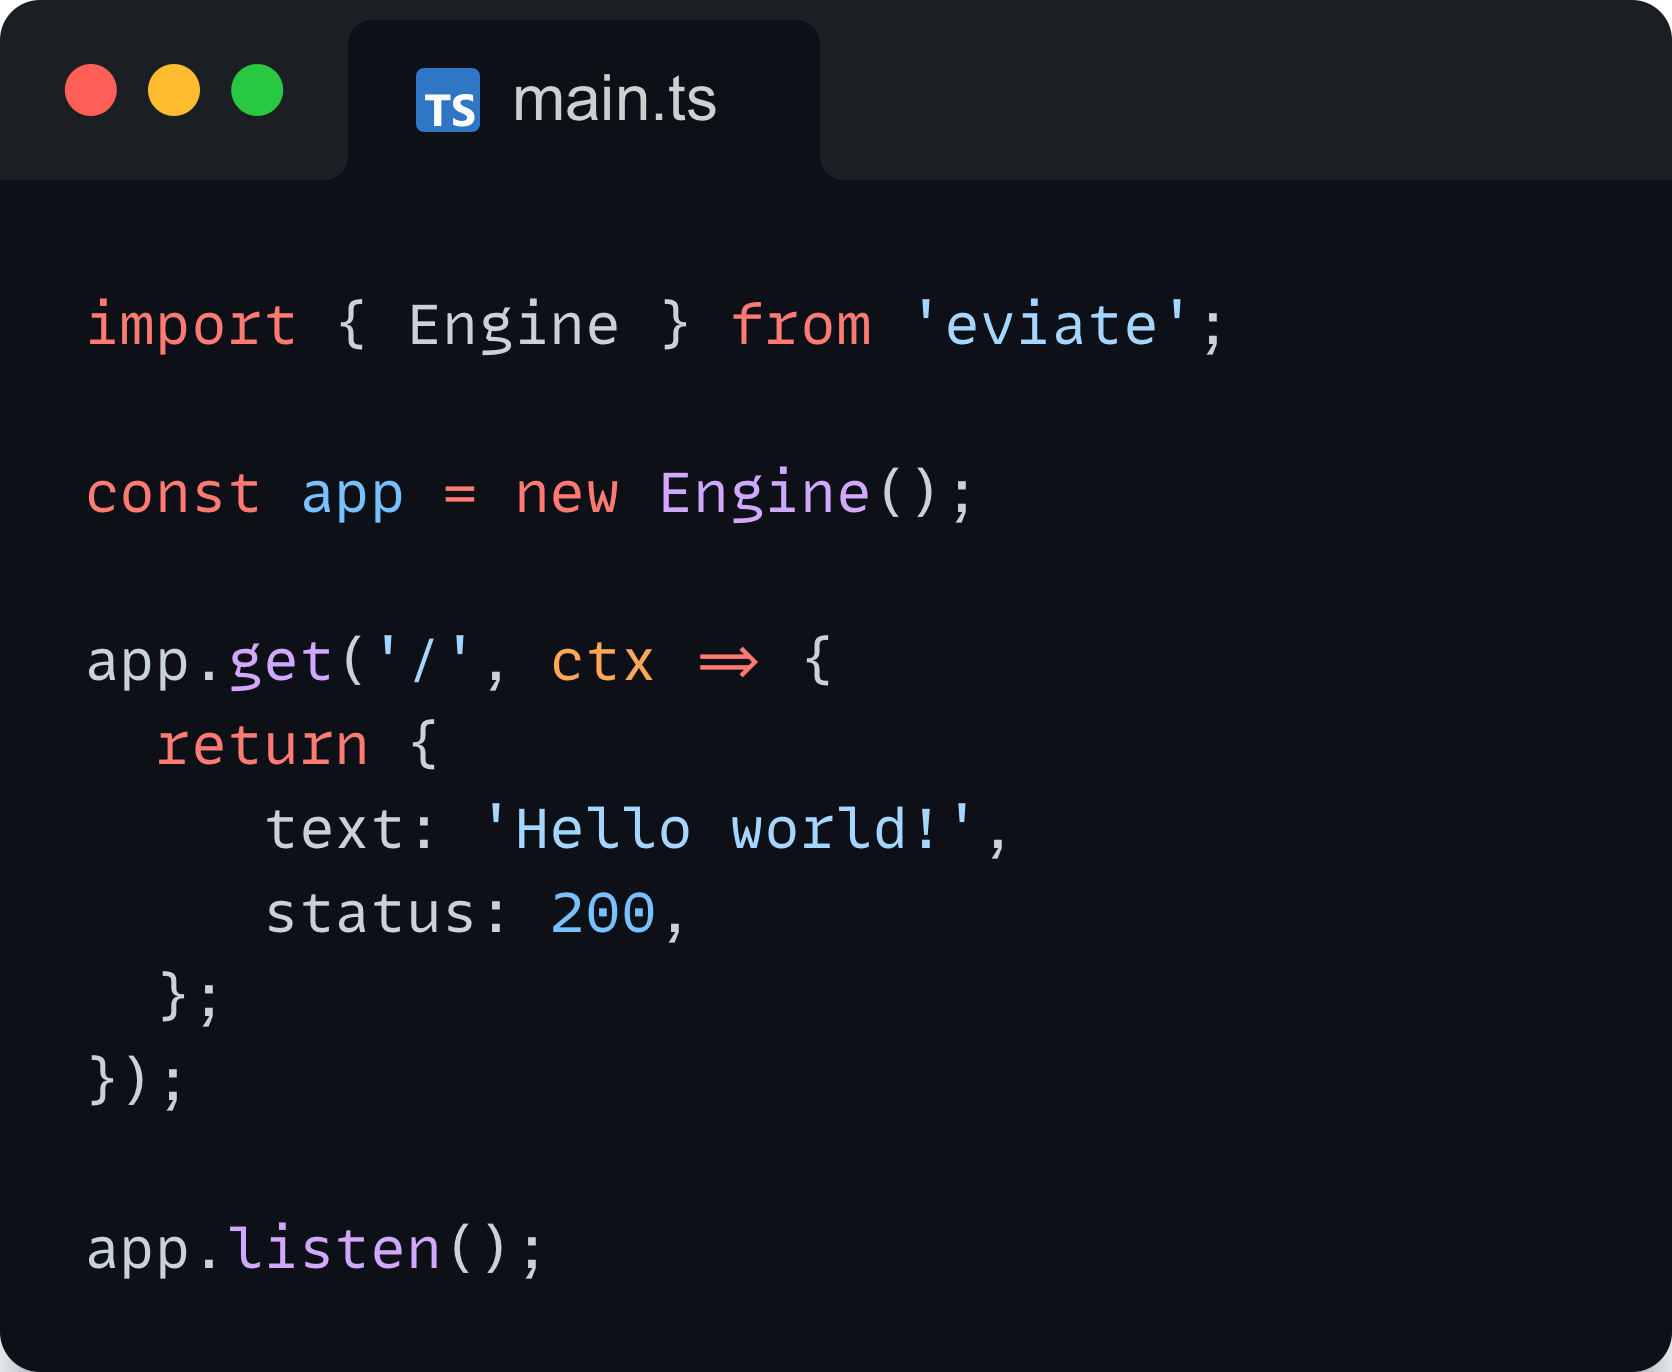 TS main.ts
import { Engine } from 'eviate';
const app = new Engine();
app.get('/', ctx => {
  return {
     text: 'Hello world!',
     status: 200,
  };
});
app.listen();